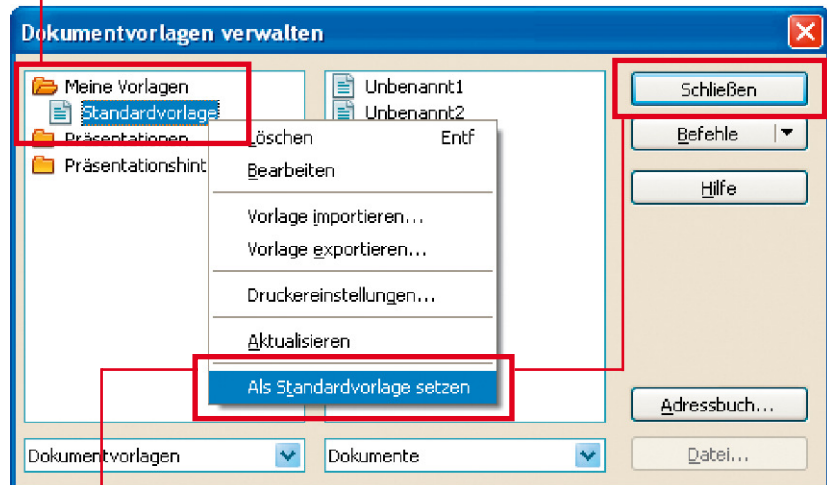 Dokumentvorlagen verwalten
Meine Vorlagen
Standardvorlage
Präsentationen
Präsentationshint
Unbenannt1
Unbenannt2
Löschen Entf
Bearbeiten
Vorlage importieren...
Vorlage exportieren...
Druckereinstellungen...
Aktualisieren
Als Standardvorlage setzen
Schließen
Befehle
Hilfe
Adressbuch...
Dokumentvorlagen
Dokumente
Datei...